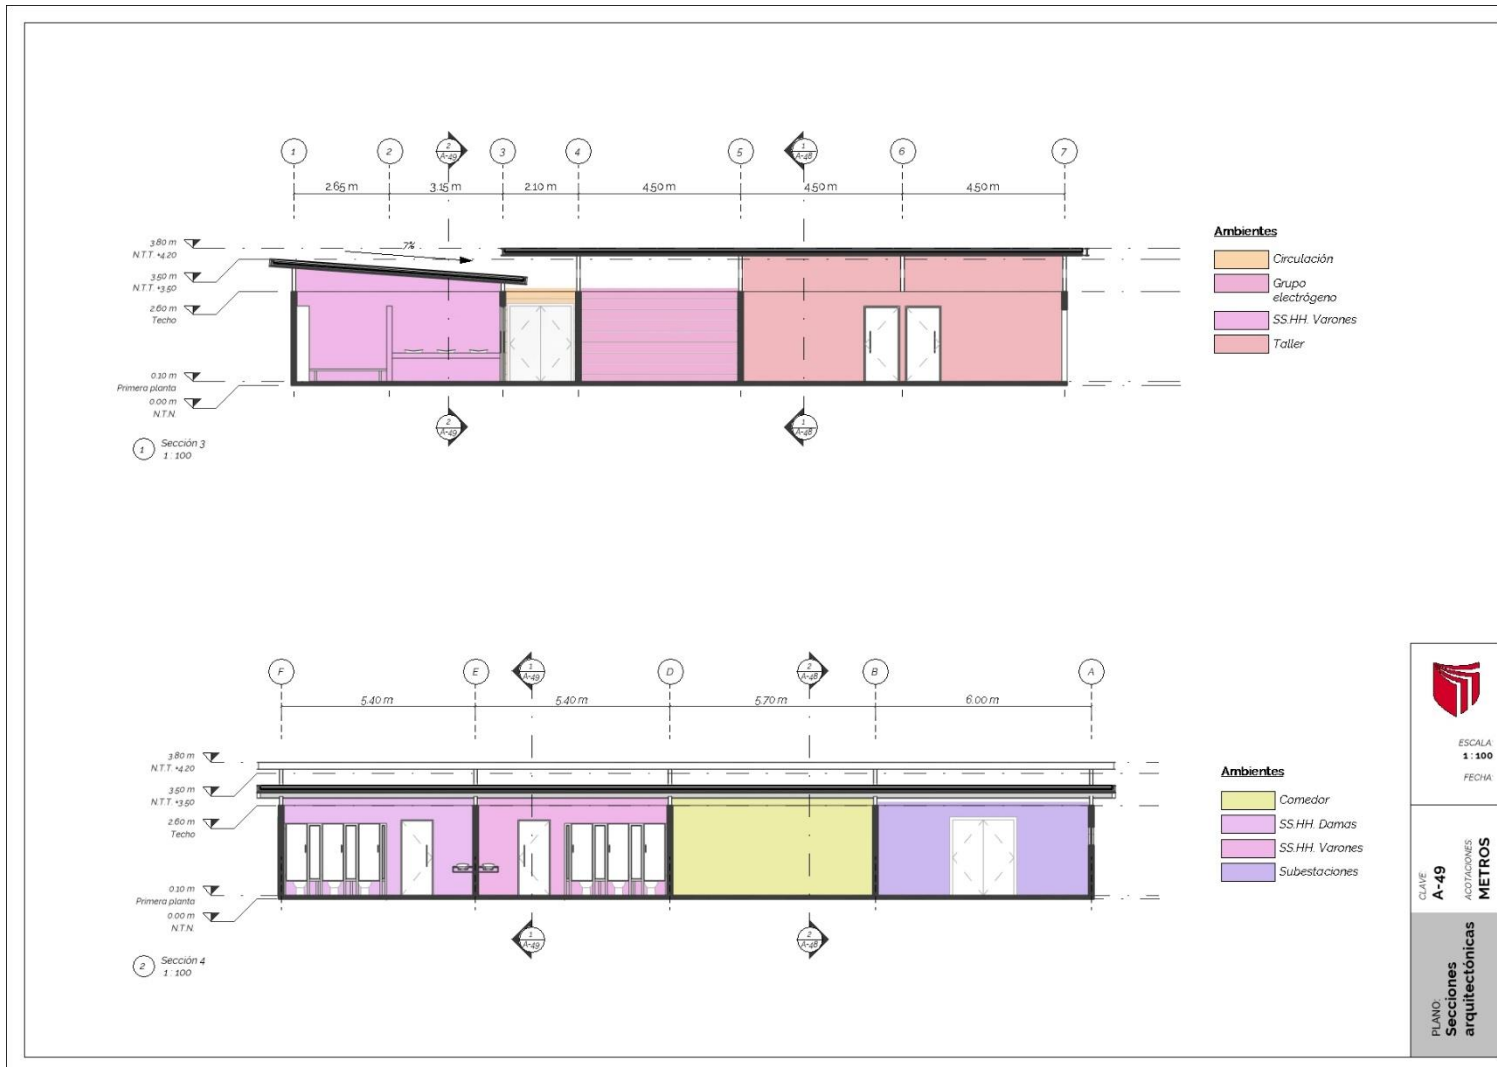 1
2
2
A-49
3
4
5
1
A-48
6
7
2.65 m
3.15 m
2.10 m
4.50 m
4.50 m
4.50 m
7%
3.80 m
N.T.T. +4.20
3.50 m
N.T.T. +3.50
2.60 m
Techo
0.10 m
Primera planta
0.00 m
N.T.N.
2
A-49
1
A-48
1
Sección 3
1 : 100
Ambientes
Circulación
Grupo
electrógeno
SS.HH. Varones
Taller
F
E
1
A-49
D
2
A-48
B
A
5.40 m
5.40 m
5.70 m
6.00 m
3.80 m
N.T.T. +4.20
3.50 m
N.T.T. +3.50
2.60 m
Techo
0.10 m
Primera planta
0.00 m
N.T.N.
1
A-49
2
A-48
2
Sección 4
1 : 100
Ambientes
Comedor
SS.HH. Damas
SS.HH. Varones
Subestaciones
ESCALA:
1 : 100
FECHA:
CLAVE:
A-49
ACOTACIONES:
METROS
PLANO:
Secciones
arquitectónicas